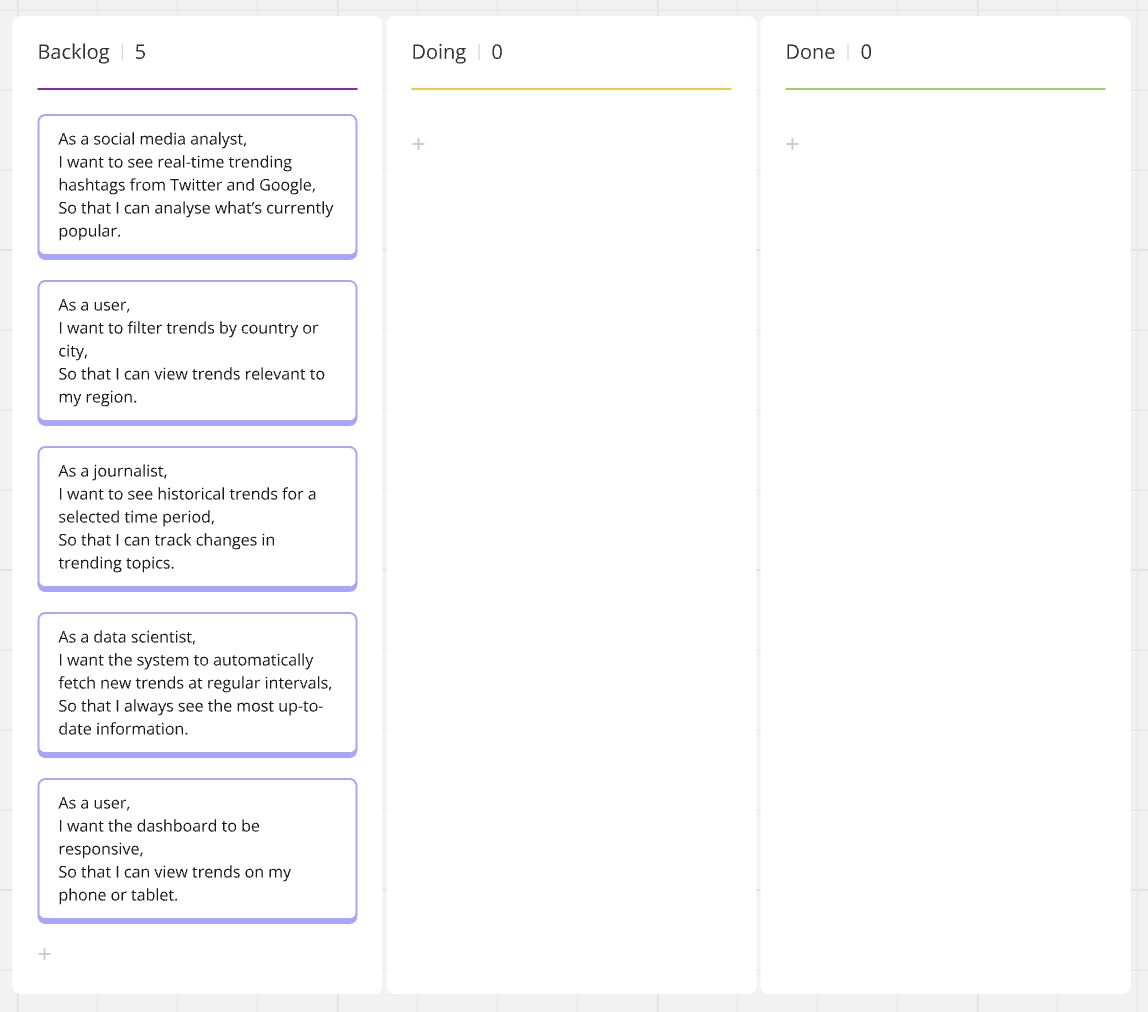 Backlog | 5
As a social media analyst,
I want to see real-time trending
hashtags from Twitter and Google,
So that I can analyse what's currently
popular.
As a user,
I want to filter trends by country or
city,
So that I can view trends relevant to
my region.
As a journalist,
I want to see historical trends for a
selected time period,
So that I can track changes in
trending topics.
As a data scientist,
I want the system to automatically
fetch new trends at regular intervals,
So that I always see the most up-to-
date information.
As a user,
I want the dashboard to be
responsive,
So that I can view trends on my
phone or tablet.
+
Doing | 0
+
Done | 0
+